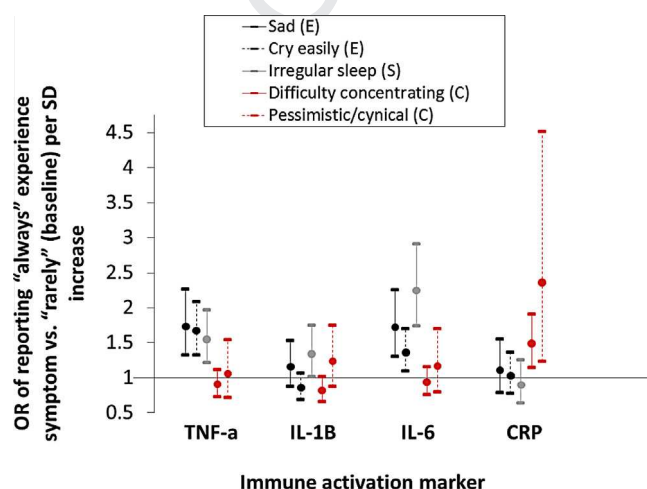 Sad (E)
Cry easily (E)
Irregular sleep (S)
Difficulty concentrating (C)
Pessimistic/cynical (C)
OR of reporting "always" experience
symptom vs. "rarely" (baseline) per SD
increase
4.5
4
3.5
3
2.5
2
1.5
1
0.5
TNF-a IL-1B IL-6 CRP
Immune activation marker